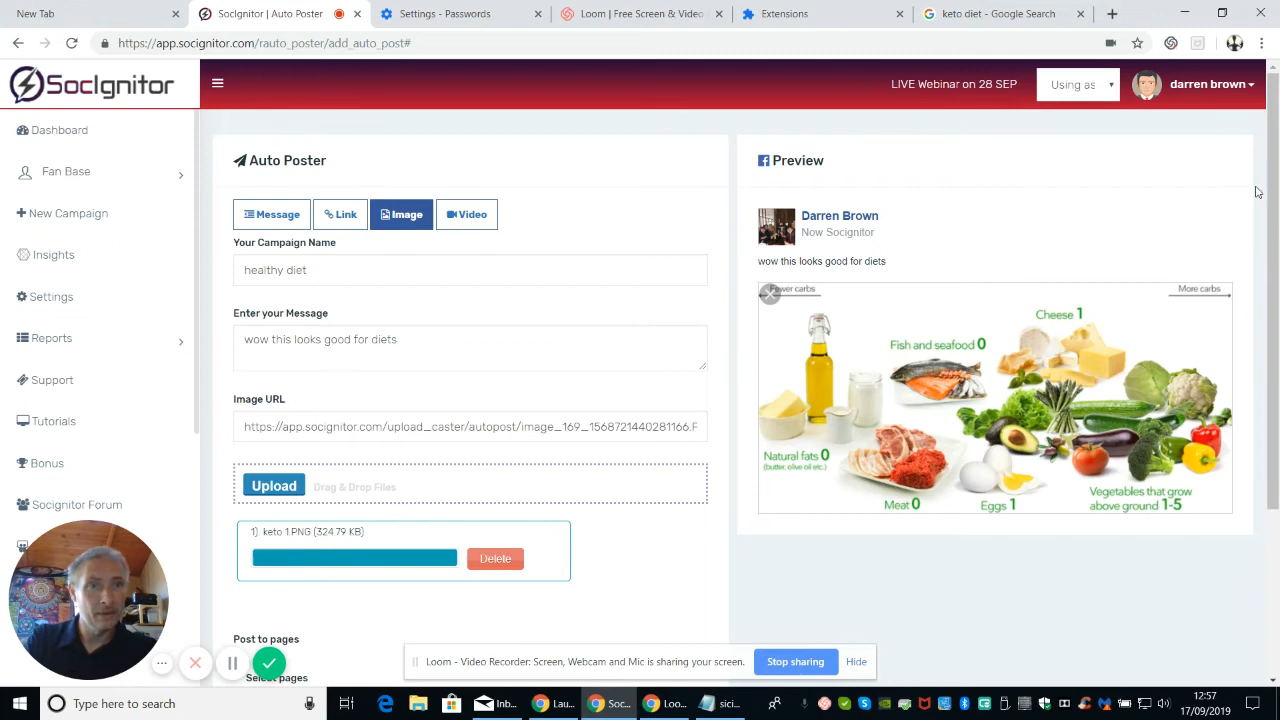 New Tab
SocIgnitor | Auto Poster
Settings - Passwords
Loom | Free Screen & Video
Extensions
keto diet - Google Search
https://app.socignitor.com/rauto_poster/add_auto_post#
SocIgnitor
LIVE Webinar on 28 SEP
Using as
darren brown
Dashboard
Fan Base
New Campaign
Insights
Settings
Reports
Support
Tutorials
Bonus
Socignitor Forum
Auto Poster
Message
Link
Image
Video
Your Campaign Name
healthy diet
Enter your Message
wow this looks good for diets
Image URL
https://app.socignitor.com/upload_caster/autopost/image_169_1568721440281166.P
Upload
Drag & Drop Files
1). keto 1.PNG (324.79 KB)
Delete
Post to pages
Select pages
Preview
Darren Brown
Now Socignitor
wow this looks good for diets
Fewer carbs
More carbs
Cheese 1
Fish and seafood 0
Natural fats 0
(butter, olive oil etc.)
Meat 0
Eggs 1
Vegetables that grow
above ground 1-5
Loom - Video Recorder: Screen, Webcam and Mic is sharing your screen.
Stop sharing
Hide
Type here to search
Inb...
Lau...
Soc...
Loo...
sici...
12:57
17/09/2019